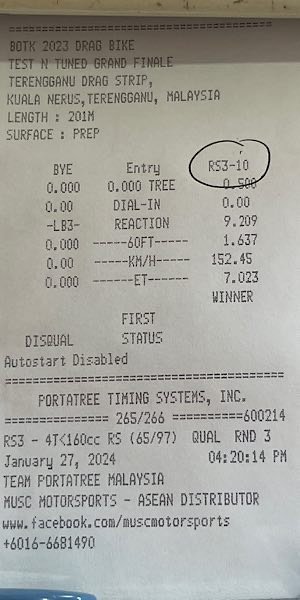 ===================================
BOTK 2023 DRAG BIKE
TEST N TUNED GRAND FINALE
TERENGGANU DRAG STRIP,
KUALA NERUS,TERENGGANU, MALAYSIA
LENGTH : 201M
SURFACE : PREP
BYE Entry RS3-10
0.000 0.000 TREE 0.500
0.00 DIAL-IN 0.00
-LB3- REACTION 9.209
0.000 ------60FT------ 1.637
0.00 ------KM/H------ 152.45
0.000 -------ET------- 7.023
WINNER
FIRST
DISQUAL STATUS
Autostart Disabled
===================================
PORTATREE TIMING SYSTEMS, INC.
============== 265/266 ==========600214
RS3 - 4T<160cc RS (65/97) QUAL RND 3
January 27, 2024 04:20:14 PM
TEAM PORTATREE MALAYSIA
MUSC MOTORSPORTS - ASEAN DISTRIBUTOR
www.facebook.com/muscmotorsports
+6016-6681490